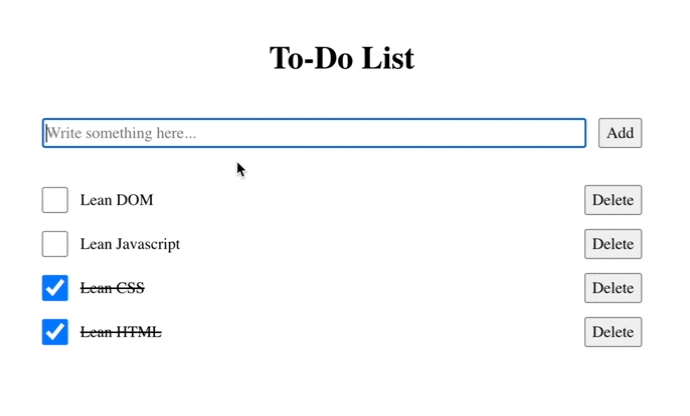 To-Do List
Write something here...
Add
Lean DOM
Delete
Lean Javascript
Delete
Lean CSS
Delete
Lean HTML
Delete